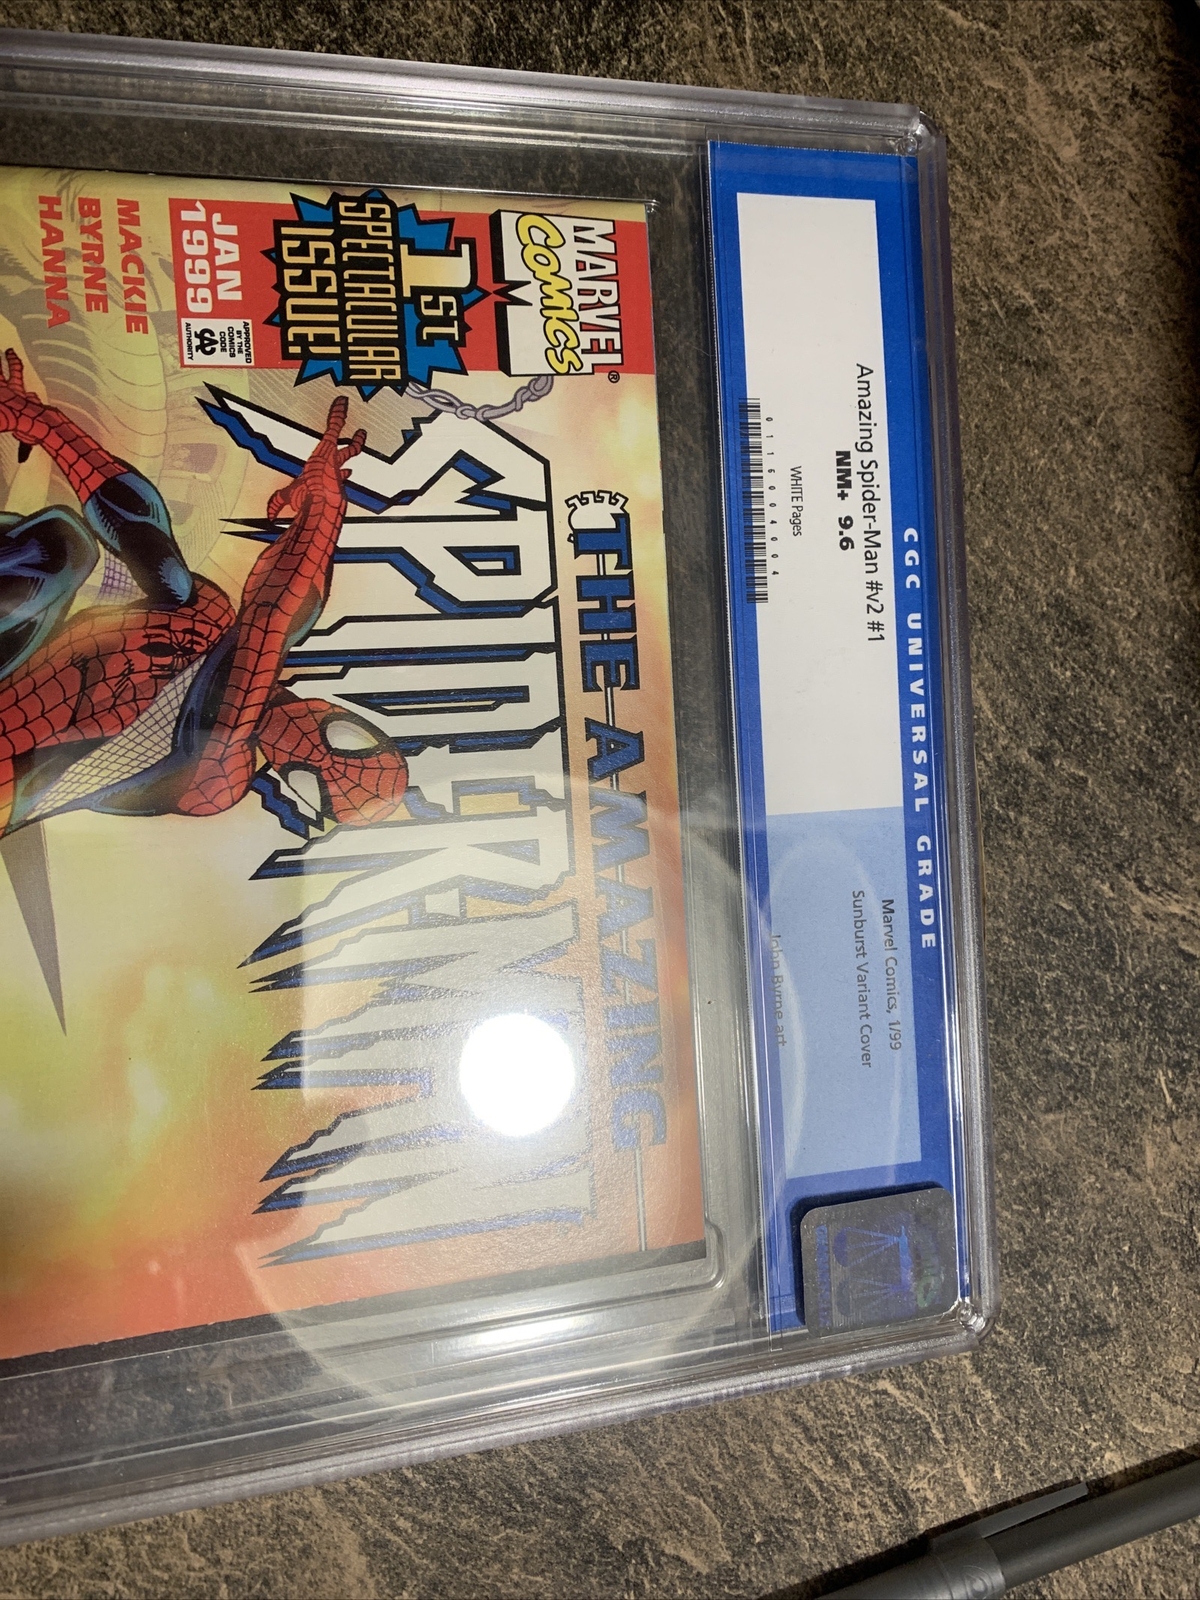 CGC UNIVERSAL GRADE
Amazing Spider-Man #v2 #1
NM+ 9.6
WHITE Pages
0116004004
Marvel Comics, 1/99
Sunburst Variant Cover
John Byrne art
MARVEL®
COMICS
1ST
SPECTACULAR
ISSUE!
JAN
1999
APPROVED
BY THE
COMICS
CODE
AUTHORITY
MACKIE
BYRNE
HANNA
THE AMAZING
SPIDER-MAN